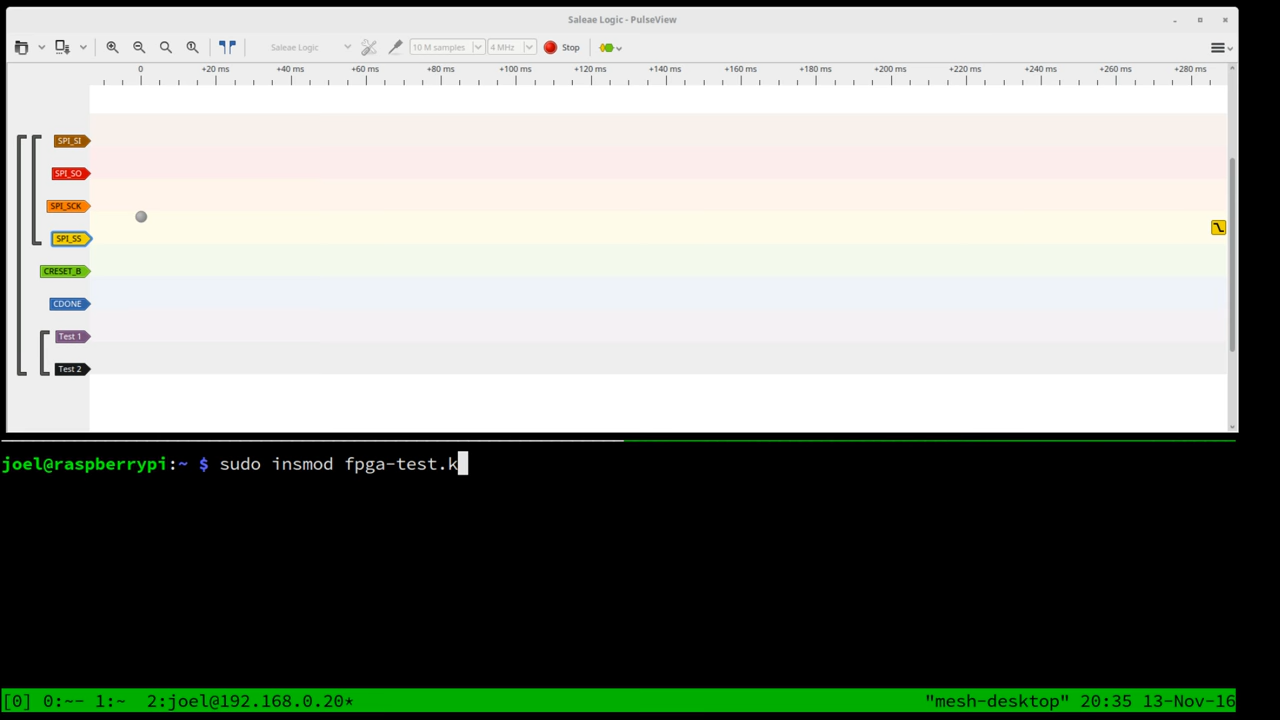 Saleae Logic - PulseView
Saleae Logic 10 M samples 4 MHz Stop
0 +20 ms +40 ms +60 ms +80 ms +100 ms +120 ms +140 ms +160 ms +180 ms +200 ms +220 ms +240 ms +260 ms +280 ms
SPI_SI
SPI_SO
SPI_SCK
SPI_SS
CRESET_B
CDONE
Test 1
Test 2
joel@raspberrypi:~ $ sudo insmod fpga-test.k
[0] 0:~- 1:~ 2:joel@192.168.0.20* "mesh-desktop" 20:35 13-Nov-16